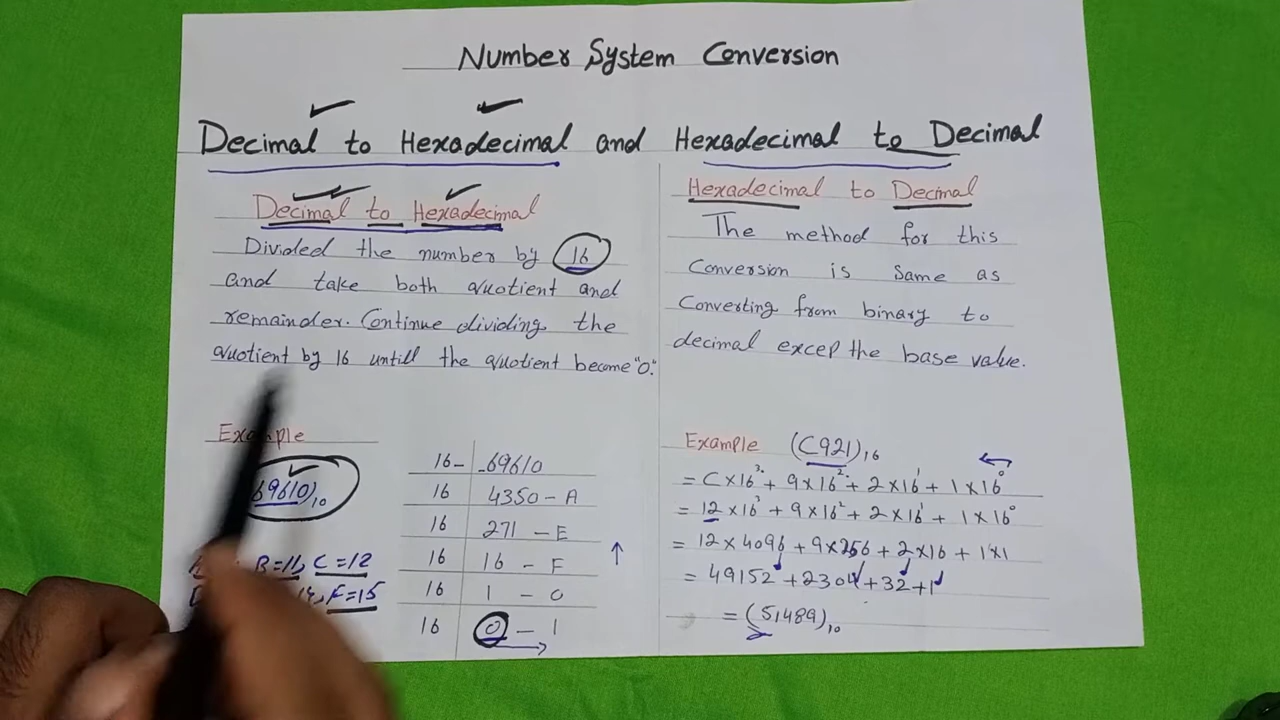 Number System Conversion
Decimal to Hexadecimal and Hexadecimal to Decimal
Decimal to Hexadecimal
Divided the number by 16
and take both quotient and
remainder. Continue dividing the
quotient by 16 untill the quotient become "0".
Example
69610)₁₀
B=11, C=12
F=15
16- -69610
16 4350 - A
16 271 - E
16 16 - F
16 1 - 0
16 0 - 1
↑
Hexadecimal to Decimal
The method for this
Conversion is Same as
Converting from binary to
decimal excep the base value.
Example (C921)₁₆
= C×16³ + 9×16² + 2×16¹ + 1×16⁰
= 12×16³ + 9×16² + 2×16¹ + 1×16⁰
= 12×4096 + 9×256 + 2×16 + 1×1
= 49152 + 2304 + 32 + 1
= (51489)₁₀